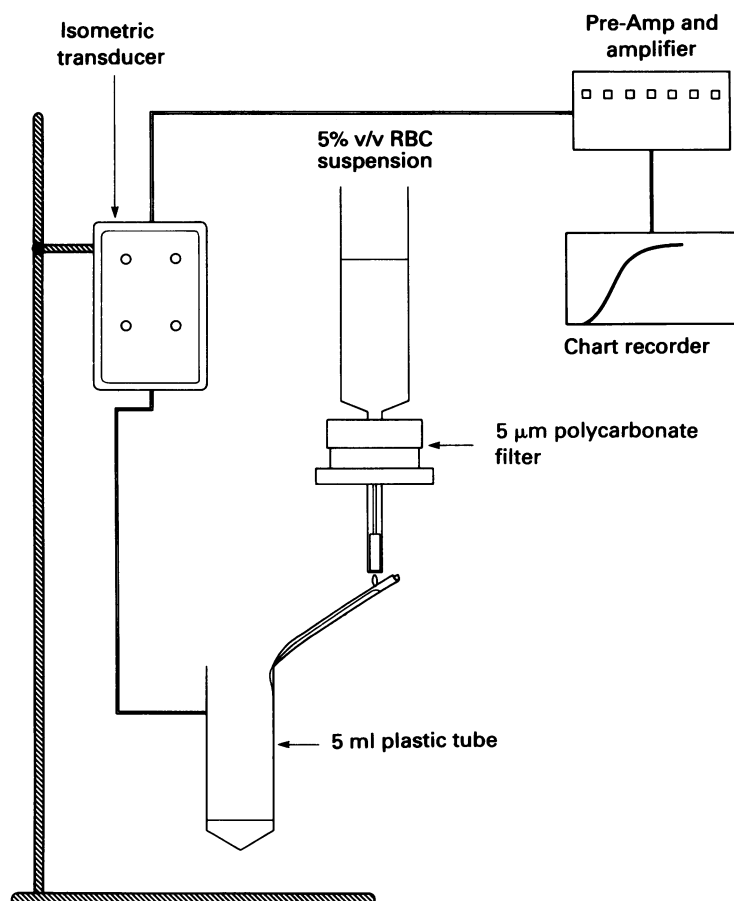 Isometric
transducer
Pre-Amp and
amplifier
5% v/v RBC
suspension
Chart recorder
5 μm polycarbonate
filter
5 ml plastic tube